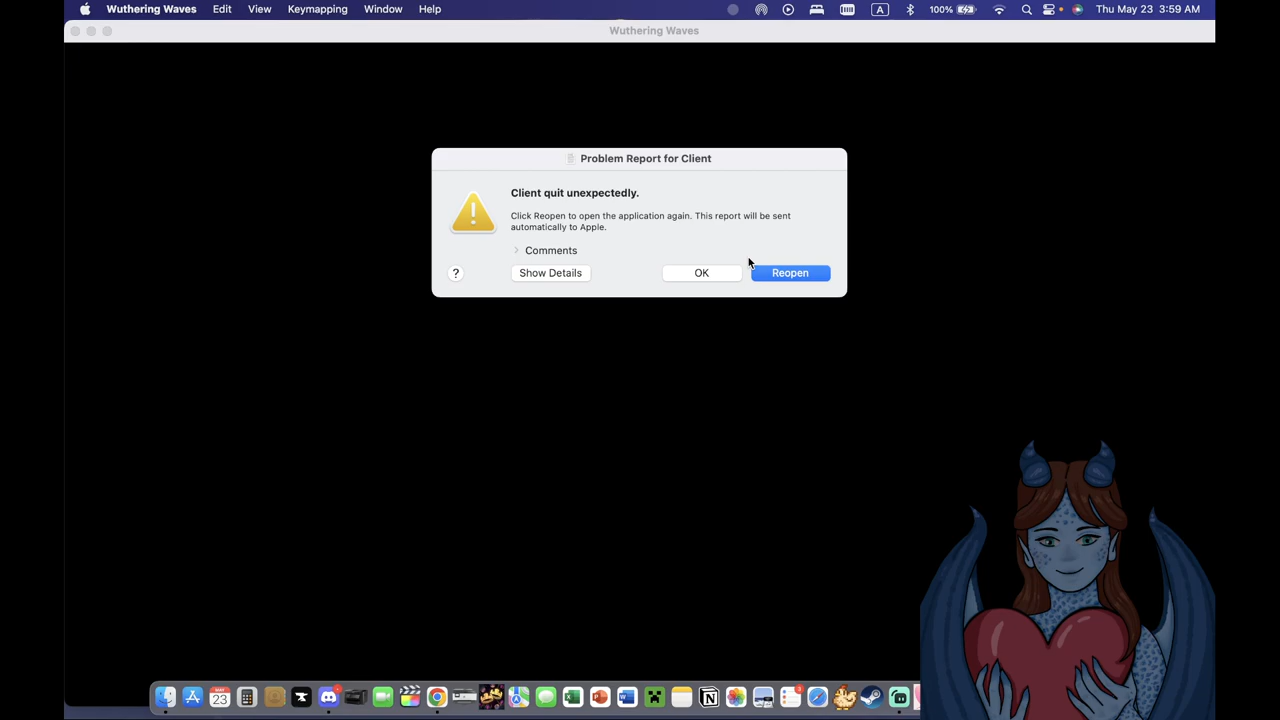 Wuthering Waves Edit View Keymapping Window Help A 100% Thu May 23 3:59 AM
Wuthering Waves
Problem Report for Client
Client quit unexpectedly.
Click Reopen to open the application again. This report will be sent
automatically to Apple.
Comments
? Show Details OK Reopen